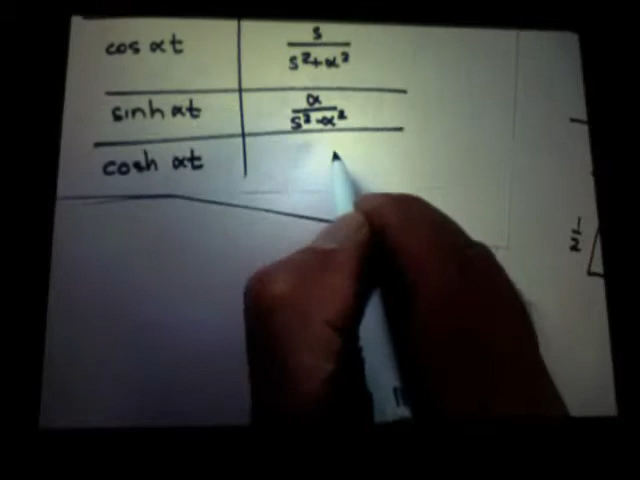 cos αt s/(s²+α²)
sinh αt α/(s²-α²)
cosh αt